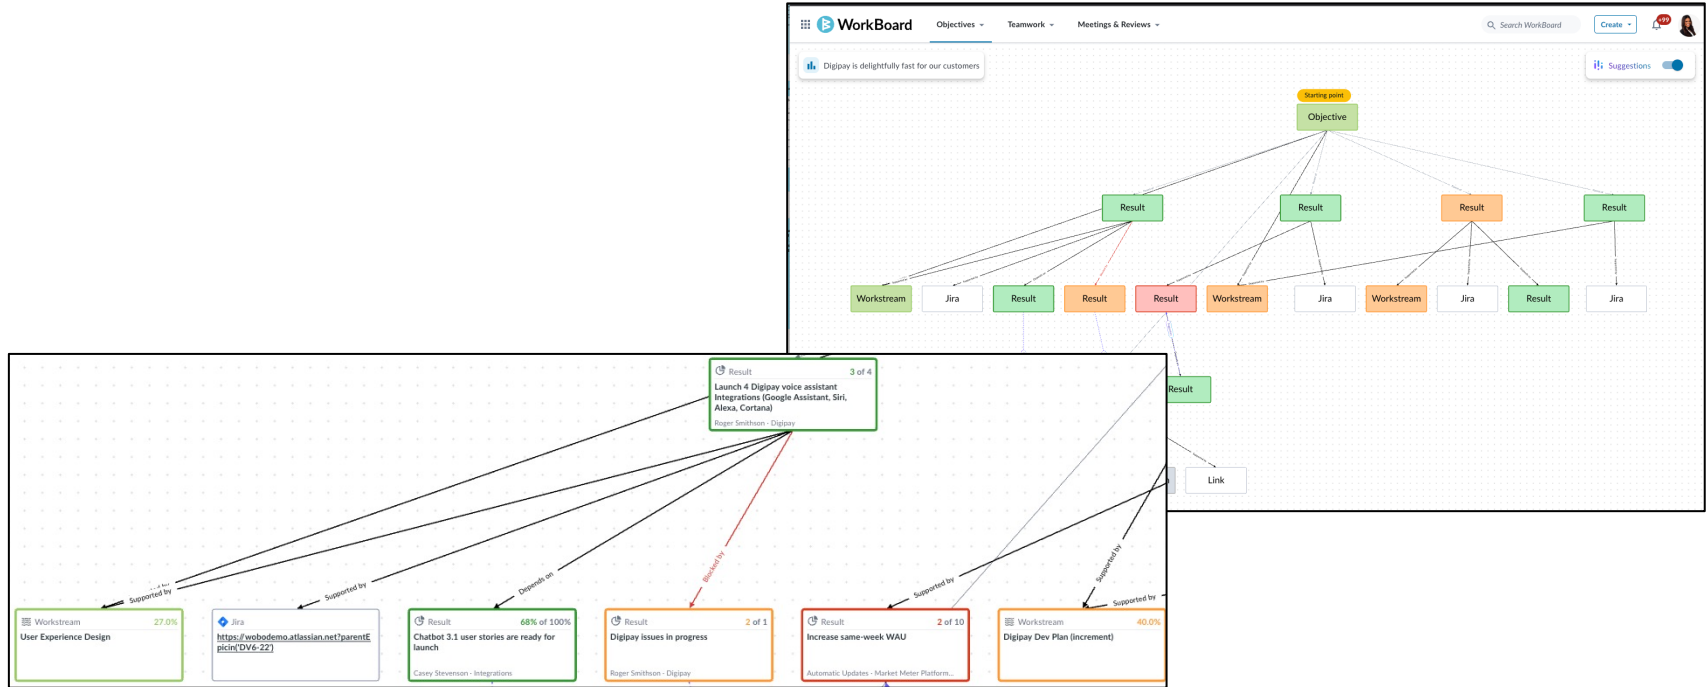 WorkBoard
Objectives
Teamwork
Meetings & Reviews
Search WorkBoard
Create
+99
Digipay is delightfully fast for our customers
Suggestions
Starting point
Objective
Result
Result
Result
Result
Workstream
Jira
Result
Result
Result
Workstream
Jira
Workstream
Jira
Result
Jira
Result
Link
Result
3 of 4
Launch 4 Digipay voice assistant
Integrations (Google Assistant, Siri,
Alexa, Cortana)
Roger Smithson - Digipay
Supported by
Supported by
Depends on
Blocked by
Supported by
Supported by
Supported by
Workstream
27.0%
User Experience Design
Jira
https://wobodemo.atlassian.net?parentE
picin('DV6-22')
Result
68% of 100%
Chatbot 3.1 user stories are ready for
launch
Casey Stevenson - Integrations
Result
2 of 1
Digipay issues in progress
Roger Smithson - Digipay
Result
2 of 10
Increase same-week WAU
Automatic Updates - Market Meter Platform...
Workstream
40.0%
Digipay Dev Plan (increment)